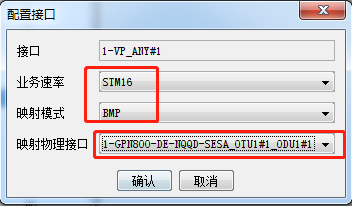 配置接口
接口 1-VP_ANY#1
业务速率 STM16
映射模式 BMP
映射物理接口 1-GPN800-DE-NQQD-SESA_OTU1#1_ODU1#1
确认 取消